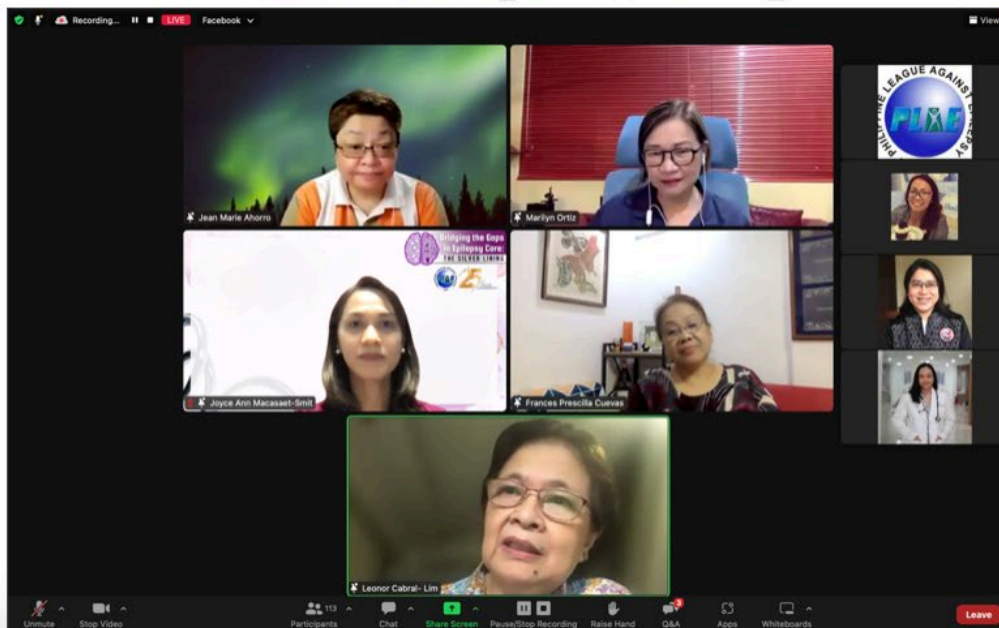 Recording...
LIVE
Facebook
View
PHILIPPINE LEAGUE AGAINST EPILEPSY
PLAE
Jean Marie Ahorro
Marilyn Ortiz
Bridging the Gaps
in Epilepsy Care:
THE SILVER LINING
25
Joyce Ann Macasaet-Smit
Frances Prescilla Cuevas
Leonor Cabral- Lim
Unmute
Stop Video
113
Participants
Chat
Share Screen
Pause/Stop Recording
Raise Hand
3
Q&A
Apps
Whiteboards
Leave